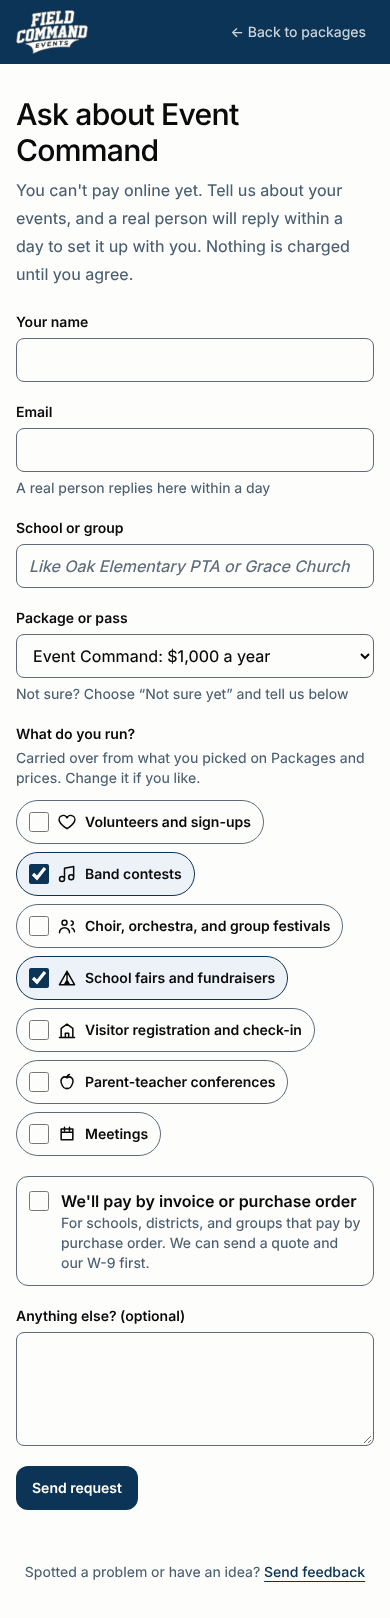 FIELD
COMMAND
EVENTS
← Back to packages
Ask about Event
Command
You can't pay online yet. Tell us about your
events, and a real person will reply within a
day to set it up with you. Nothing is charged
until you agree.
Your name
Email
A real person replies here within a day
School or group
Like Oak Elementary PTA or Grace Church
Package or pass
Event Command: $1,000 a year
Not sure? Choose “Not sure yet” and tell us below
What do you run?
Carried over from what you picked on Packages and
prices. Change it if you like.
Volunteers and sign-ups
Band contests
Choir, orchestra, and group festivals
School fairs and fundraisers
Visitor registration and check-in
Parent-teacher conferences
Meetings
We'll pay by invoice or purchase order
For schools, districts, and groups that pay by
purchase order. We can send a quote and
our W-9 first.
Anything else? (optional)
Send request
Spotted a problem or have an idea? Send feedback